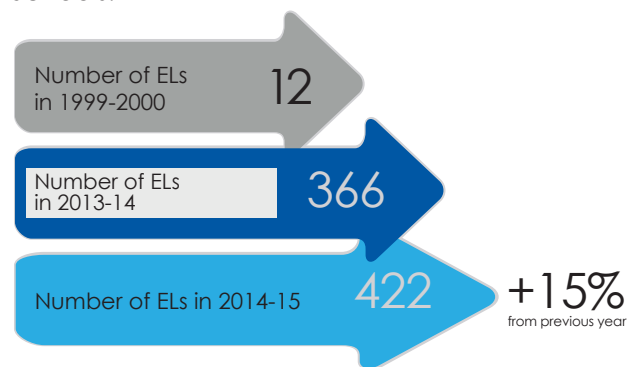 Number of ELs
in 1999-2000
12
Number of ELs
in 2013-14
366
Number of ELs in 2014-15
422
+15%
from previous year